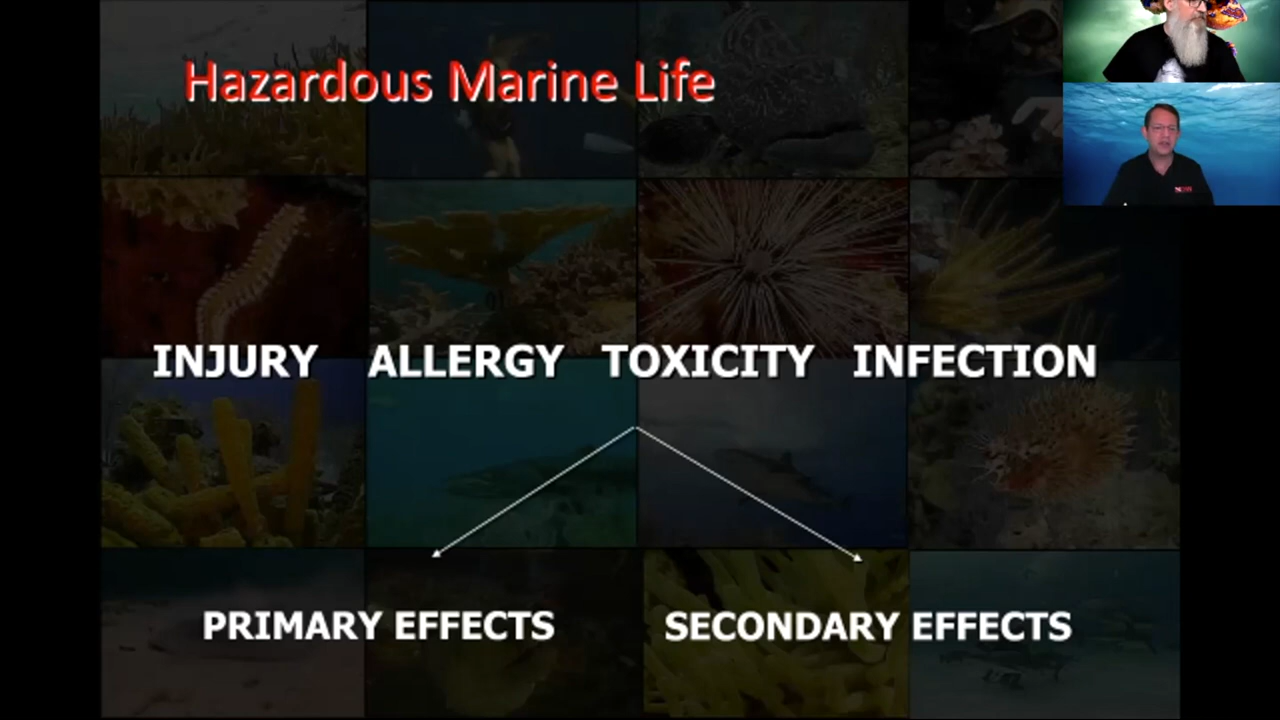 Hazardous Marine Life
INJURY ALLERGY TOXICITY INFECTION
PRIMARY EFFECTS SECONDARY EFFECTS